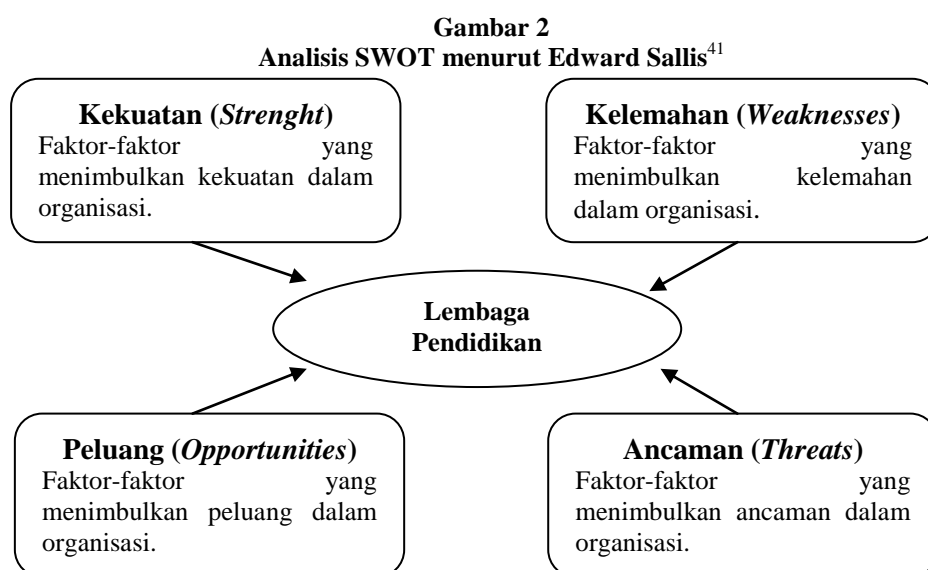 Gambar 2
Analisis SWOT menurut Edward Sallis41
Kekuatan (Strenght)
Faktor-faktor yang
menimbulkan kekuatan dalam
organisasi.
Kelemahan (Weaknesses)
Faktor-faktor yang
menimbulkan kelemahan
dalam organisasi.
Lembaga
Pendidikan
Peluang (Opportunities)
Faktor-faktor yang
menimbulkan peluang dalam
organisasi.
Ancaman (Threats)
Faktor-faktor yang
menimbulkan ancaman dalam
organisasi.